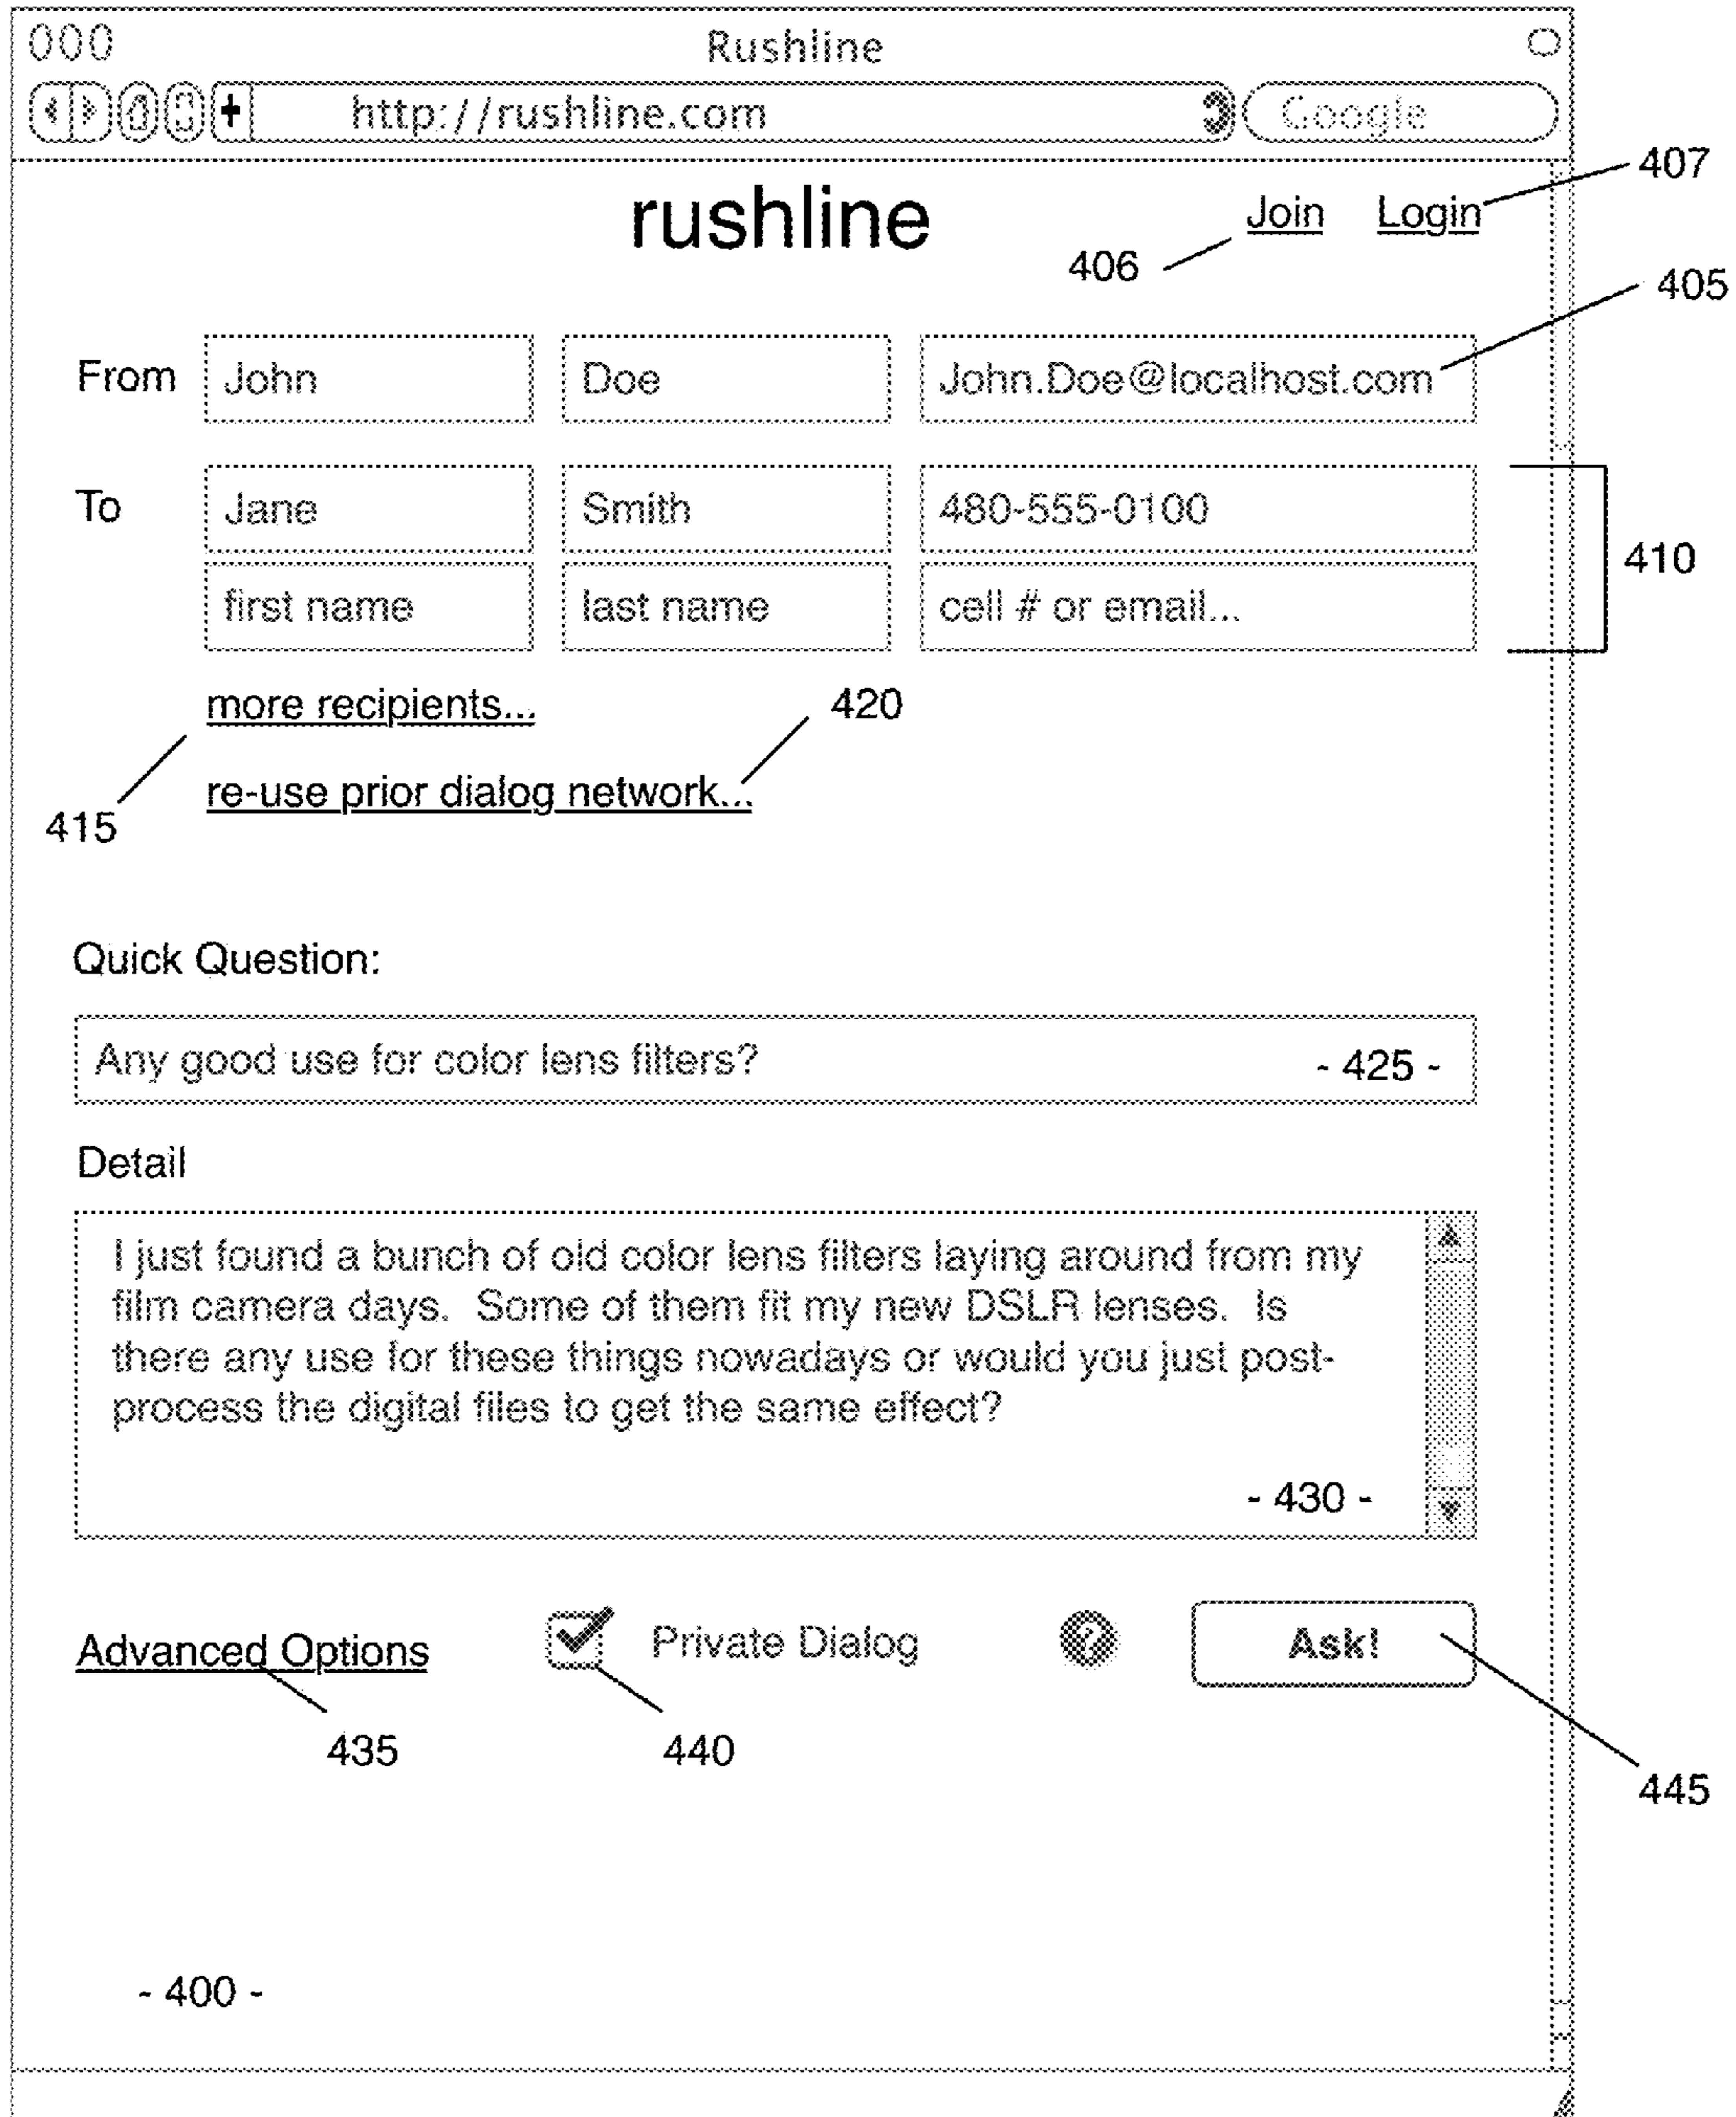 Rushline
http://rushline.com
Google
407
rushline
Join Login
406
405
From John Doe John.Doe@localhost.com
To Jane Smith 480-555-0100
410
first name last name cell # or email...
more recipients...
420
re-use prior dialog network...
415
Quick Question:
Any good use for color lens filters? - 425 -
Detail
I just found a bunch of old color lens filters laying around from my
film camera days. Some of them fit my new DSLR lenses. Is
there any use for these things nowadays or would you just post-
process the digital files to get the same effect?
- 430 -
Advanced Options Private Dialog ? Ask!
435 440
445
- 400 -